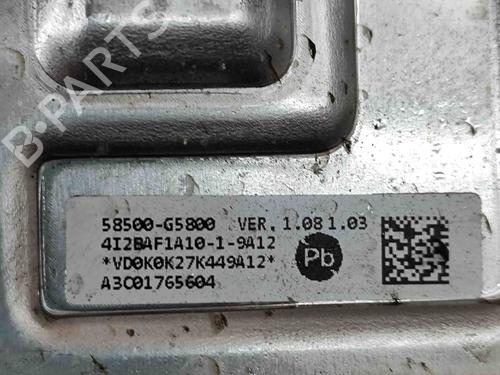 B-PARTS
58500-G5800 VER. 1.08 1.03
4I2BAF1A10-1-9A12
*VD0K0K27K449A12*
Pb
A3C01765604